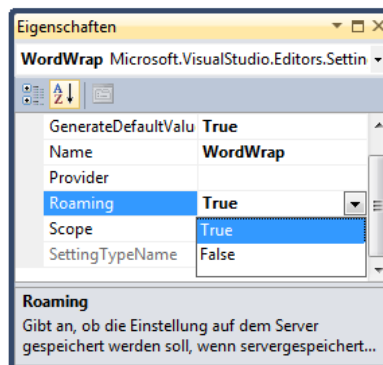 Eigenschaften
WordWrap Microsoft.VisualStudio.Editors.Settin
GenerateDefaultValu True
Name WordWrap
Provider
Roaming True
Scope True
SettingTypeName False
Roaming
Gibt an, ob die Einstellung auf dem Server
gespeichert werden soll, wenn servergespeichert...